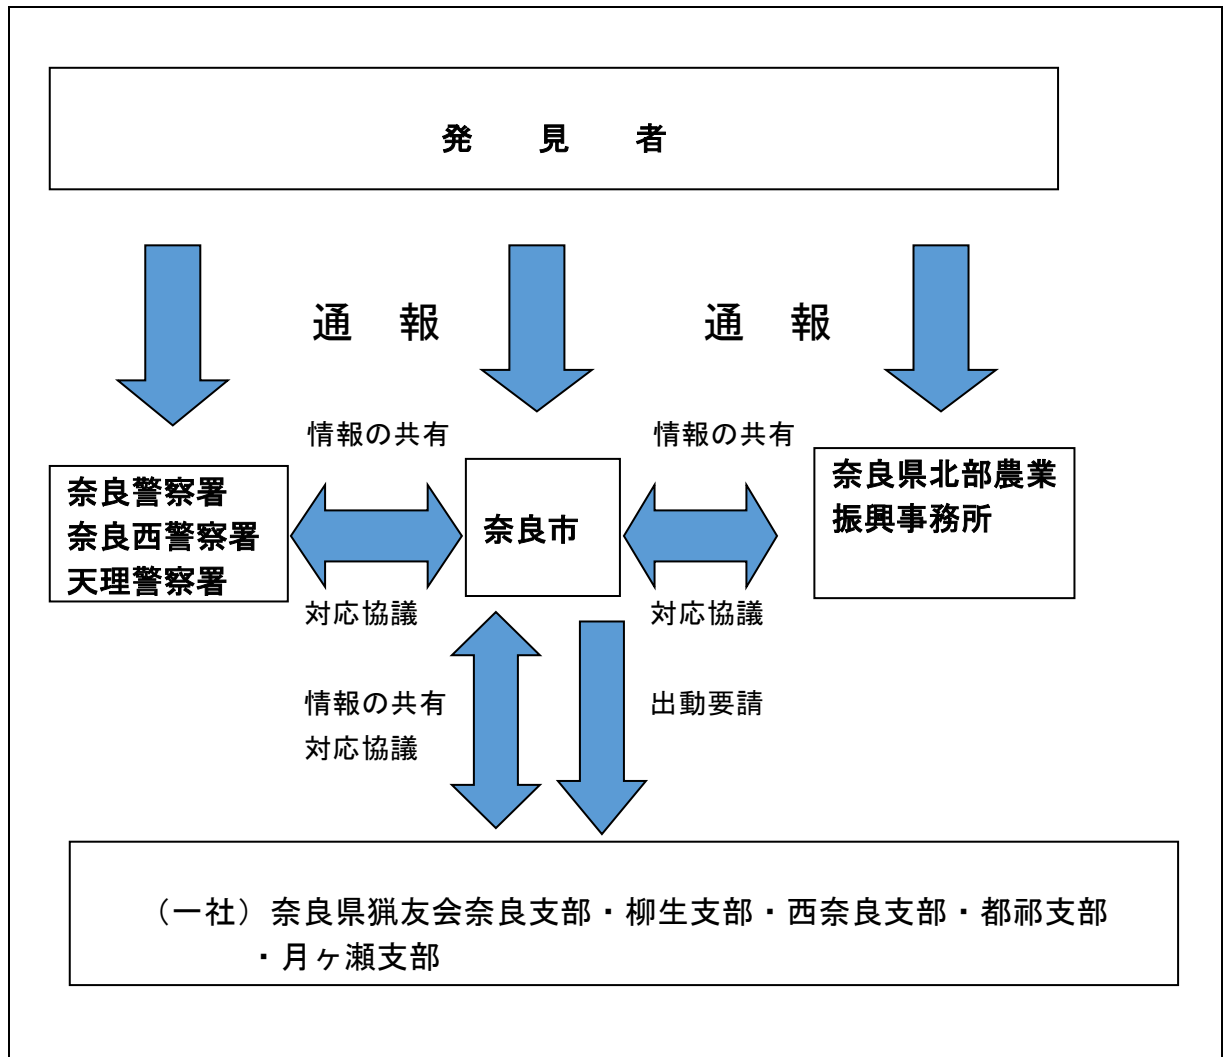 発　見　者
通　報
通　報
情報の共有
情報の共有
奈良警察署
奈良西警察署
天理警察署
奈良市
奈良県北部農業
振興事務所
対応協議
対応協議
情報の共有
対応協議
出動要請
（一社）奈良県猟友会奈良支部・柳生支部・西奈良支部・都祁支部
・月ヶ瀬支部